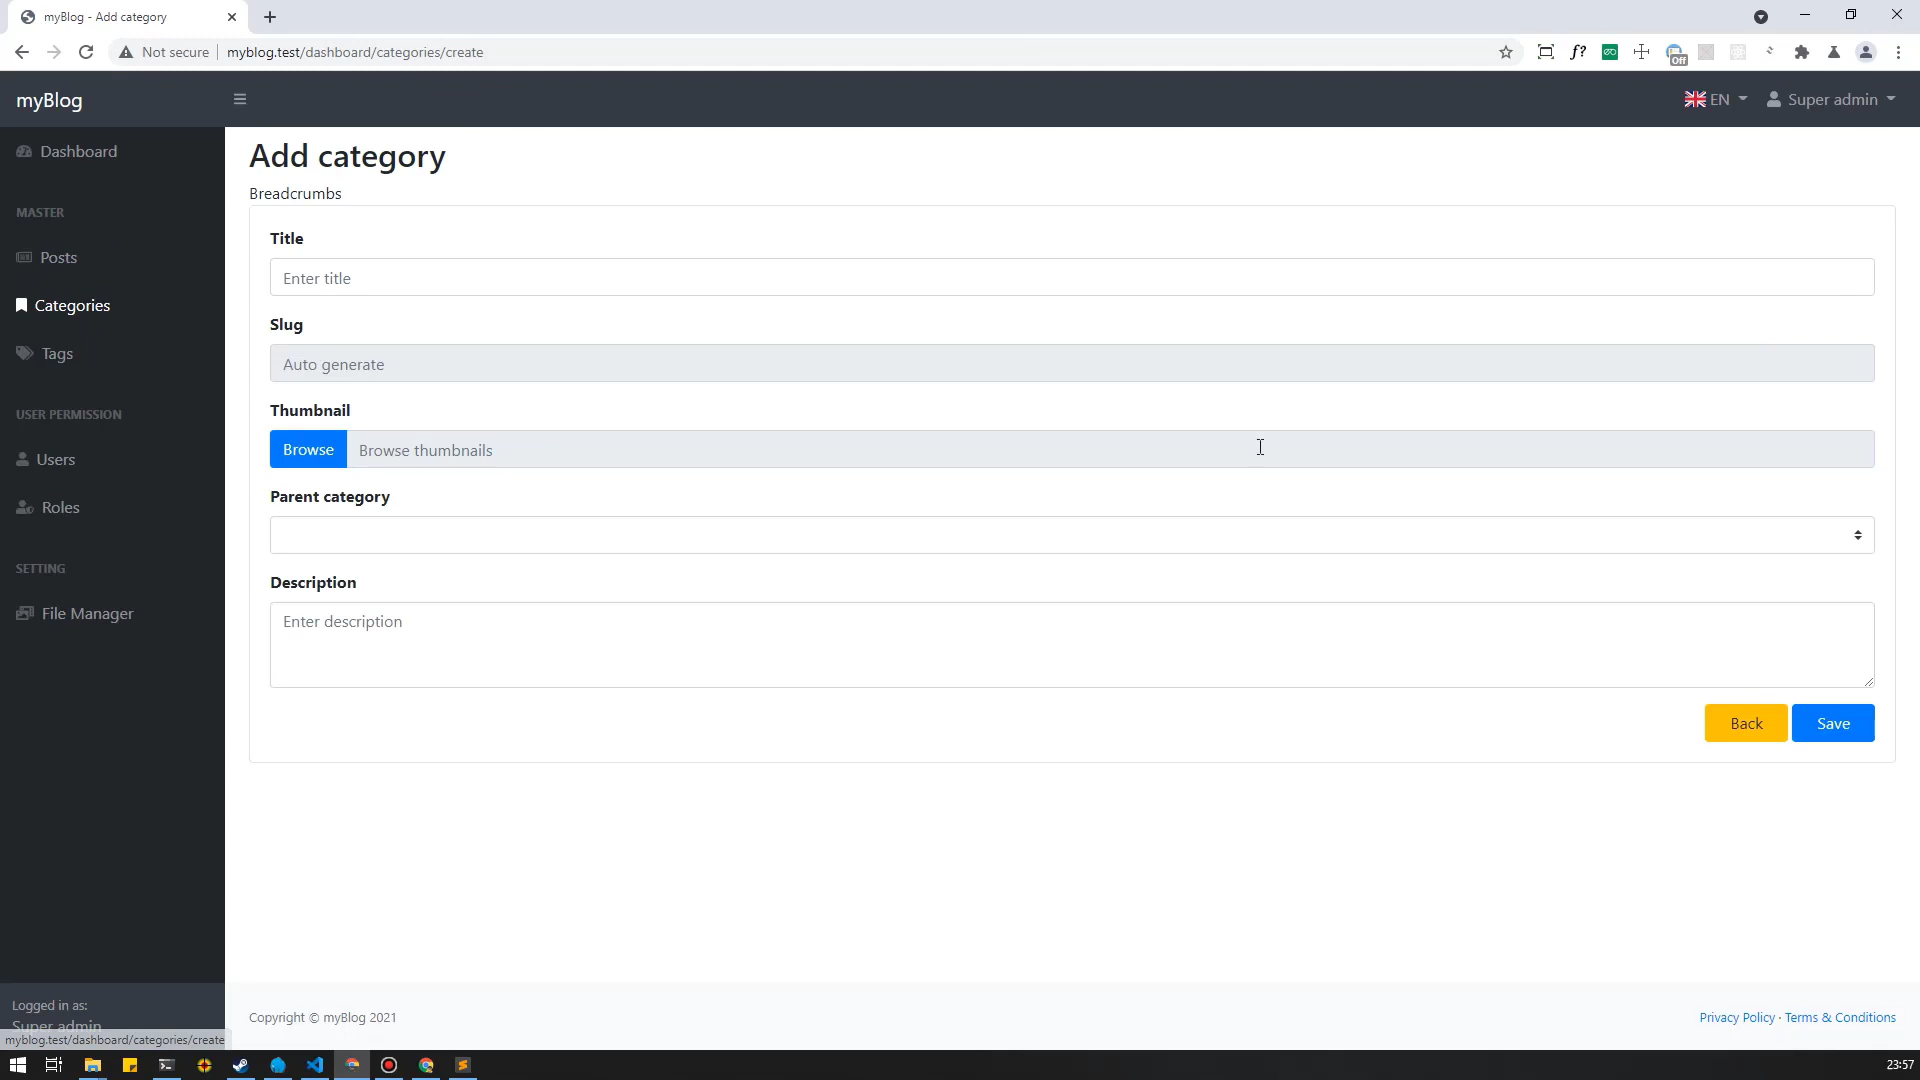 myBlog - Add category
Not secure
myblog.test/dashboard/categories/create
f?
Off
myBlog
EN
Super admin
Dashboard
MASTER
Posts
Categories
Tags
USER PERMISSION
Users
Roles
SETTING
File Manager
Logged in as:
Super admin
myblog.test/dashboard/categories/create
Add category
Breadcrumbs
Title
Enter title
Slug
Auto generate
Thumbnail
Browse
Browse thumbnails
Parent category
Description
Enter description
Back
Save
Copyright © myBlog 2021
Privacy Policy · Terms & Conditions
23:57